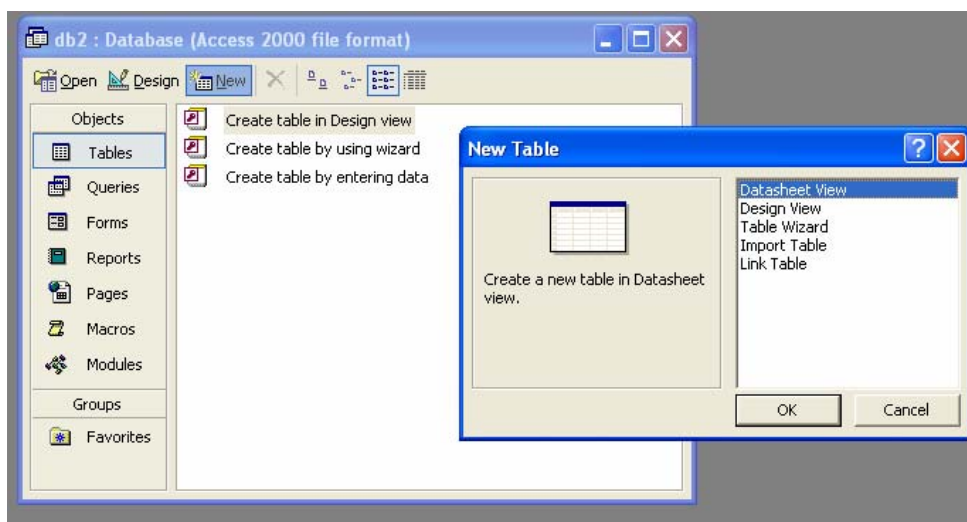 db2 : Database (Access 2000 file format)
Open Design New
Objects
Tables
Queries
Forms
Reports
Pages
Macros
Modules
Groups
Favorites
Create table in Design view
Create table by using wizard
Create table by entering data
New Table
Create a new table in Datasheet
view.
Datasheet View
Design View
Table Wizard
Import Table
Link Table
OK Cancel